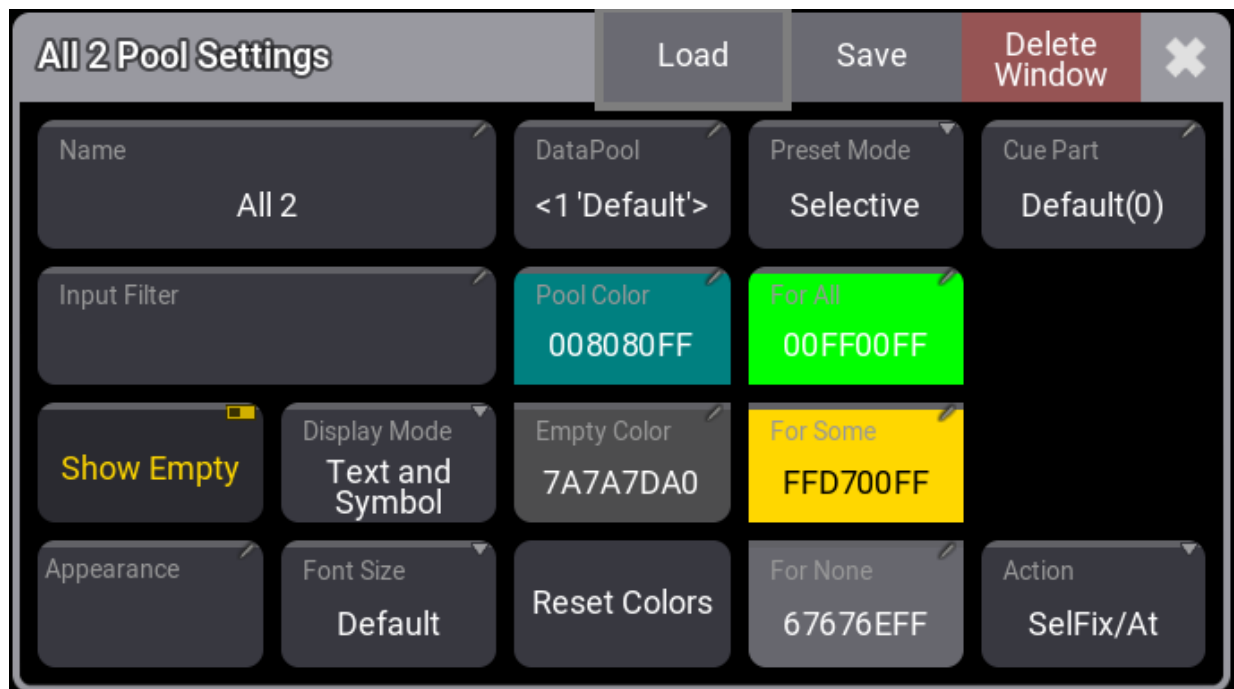 All 2 Pool Settings
Load
Save
Delete
Window
Name
All 2
DataPool
<1 'Default'>
Preset Mode
Selective
Cue Part
Default(0)
Input Filter
Pool Color
008080FF
For All
00FF00FF
Show Empty
Display Mode
Text and
Symbol
Empty Color
7A7A7DA0
For Some
FFD700FF
Appearance
Font Size
Default
Reset Colors
For None
67676EFF
Action
SelFix/At